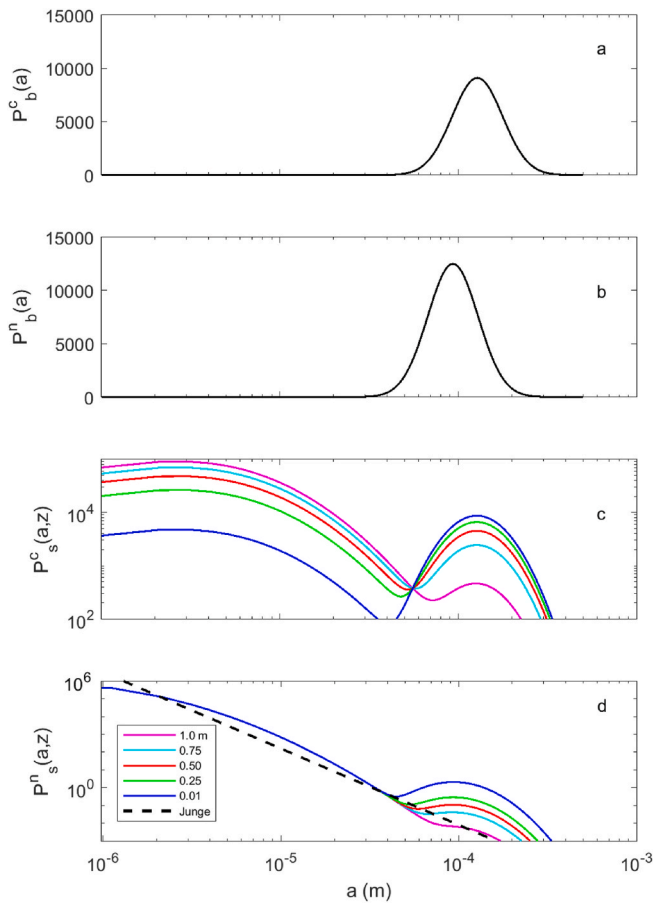 15000
10000
5000
0
P^c_b(a)
a
15000
10000
5000
0
P^n_b(a)
b
10^4
10^2
P^c_s(a,z)
c
10^6
10^0
P^n_s(a,z)
d
1.0 m
0.75
0.50
0.25
0.01
Junge
10^-6
10^-5
10^-4
10^-3
a (m)